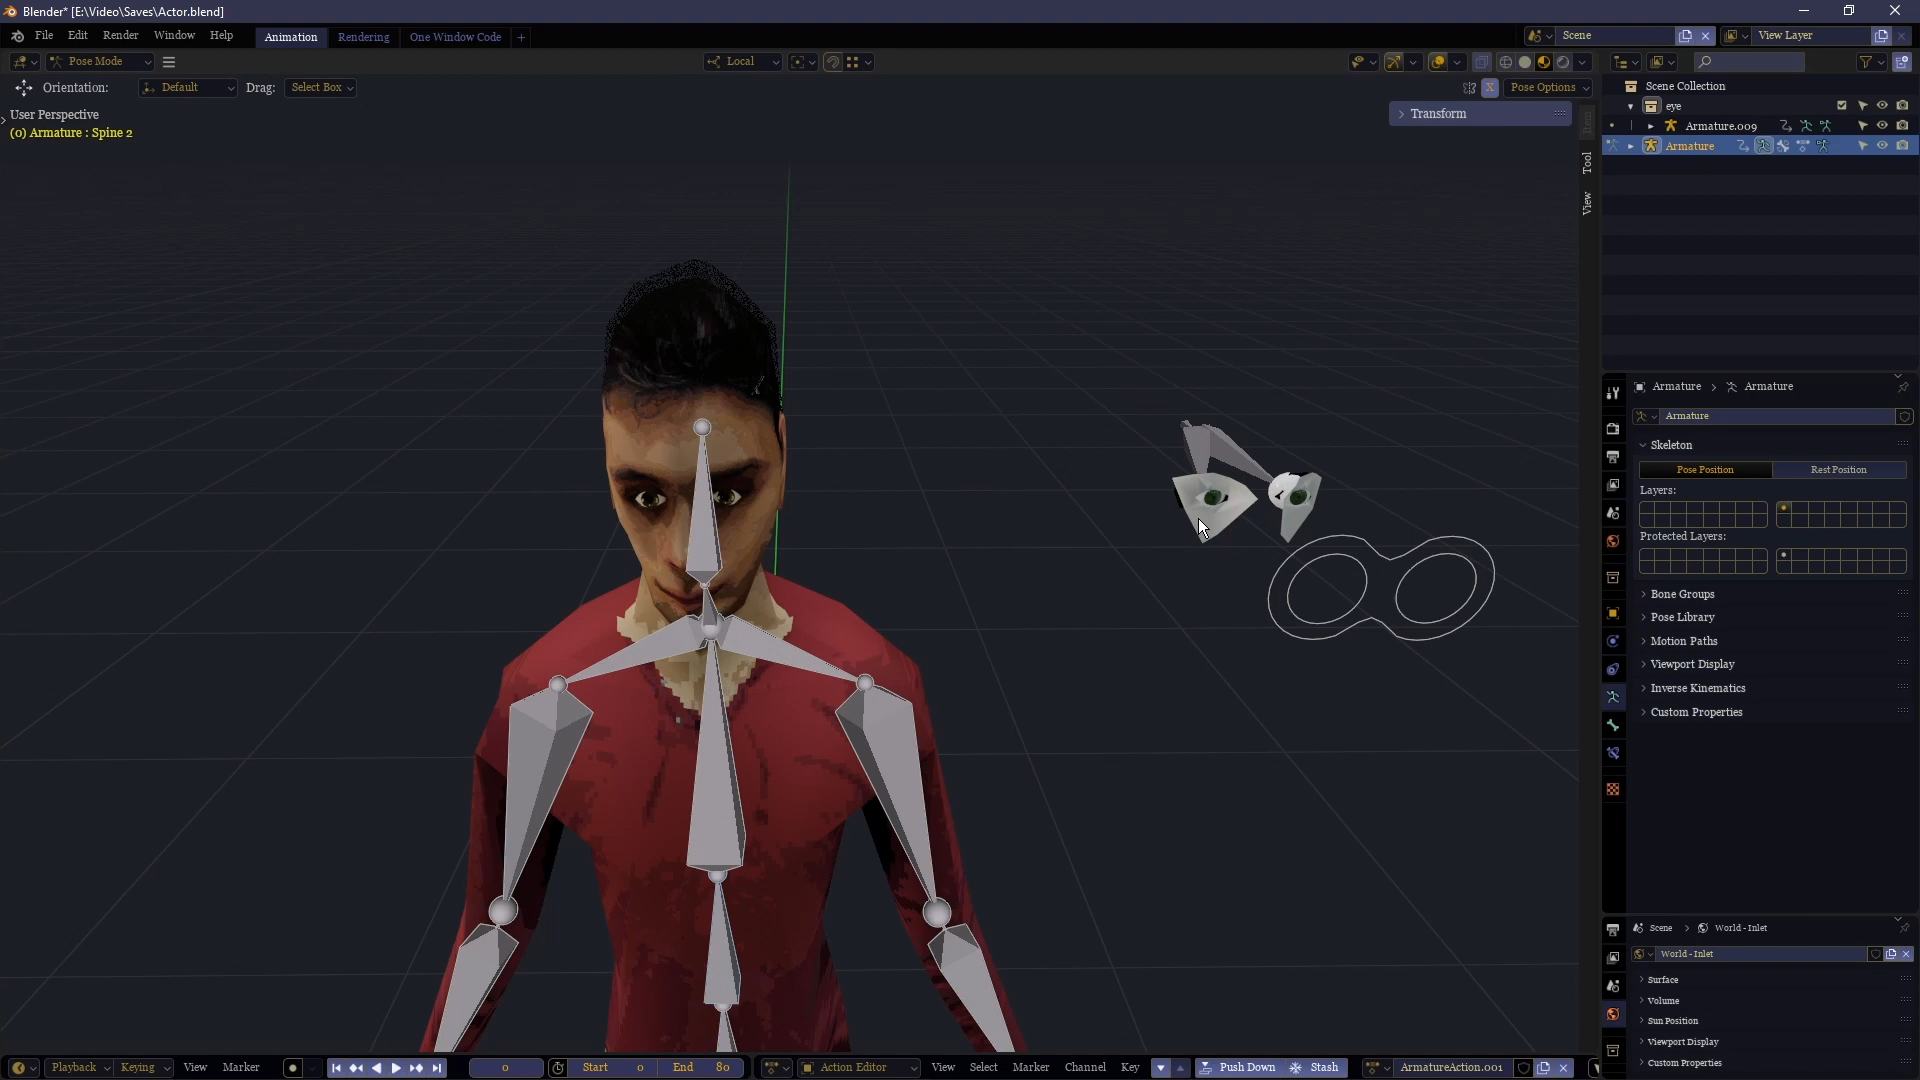 Blender* [E:\Video\Saves\Actor.blend]
File Edit Render Window Help Animation Rendering One Window Code + Scene View Layer
Pose Mode Local
Orientation: Default Drag: Select Box X Pose Options
User Perspective
(0) Armature : Spine 2
Transform
Item
Tool
View
Scene Collection
eye
Armature.009
Armature
Armature > Armature
Armature
Skeleton
Pose Position Rest Position
Layers:
Protected Layers:
Bone Groups
Pose Library
Motion Paths
Viewport Display
Inverse Kinematics
Custom Properties
Scene > World - Inlet
World - Inlet
Surface
Volume
Sun Position
Viewport Display
Custom Properties
Playback Keying View Marker 0 Start 0 End 80 Action Editor View Select Marker Channel Key Push Down Stash ArmatureAction.001